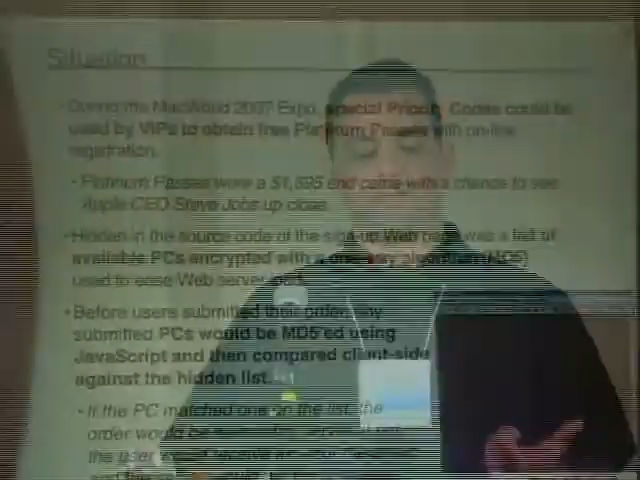 Situation
During the MacWorld 2007 Expo, special Priority Codes could be
used by VIPs to obtain free Platinum Passes with on-line
registration.
Platinum Passes were a $1,695 end came with a chance to see
Apple CEO Steve Jobs up close.
Hidden in the source code of the sign-up Web page was a list of
available PCs encrypted with a one-way algorithm (MD5)
used to ease Web server load.
Before users submitted their order, any
submitted PCs would be MD5'ed using
JavaScript and then compared client-side
against the hidden list.
If the PC matched one on the list, the
order would be
the user would receive